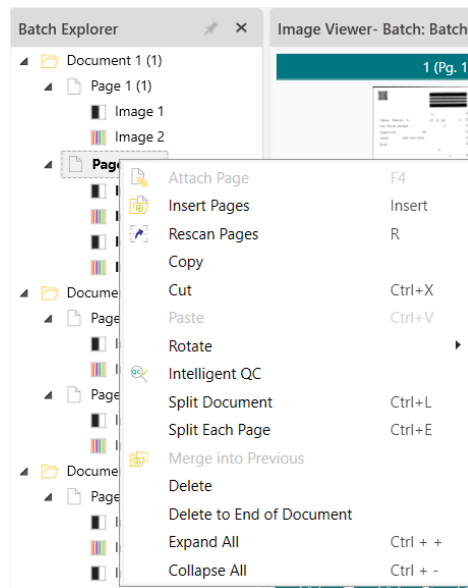 Batch Explorer
Image Viewer- Batch: Batch
Document 1 (1)
1 (Pg. 1
Page 1 (1)
Image 1
Image 2
Page
Attach Page F4
Insert Pages Insert
Rescan Pages R
Copy
Cut Ctrl+X
Paste Ctrl+V
Rotate
Intelligent QC
Split Document Ctrl+L
Split Each Page Ctrl+E
Merge into Previous
Delete
Delete to End of Document
Expand All Ctrl + +
Collapse All Ctrl + -
Docume
Page
Page
Docume
Page